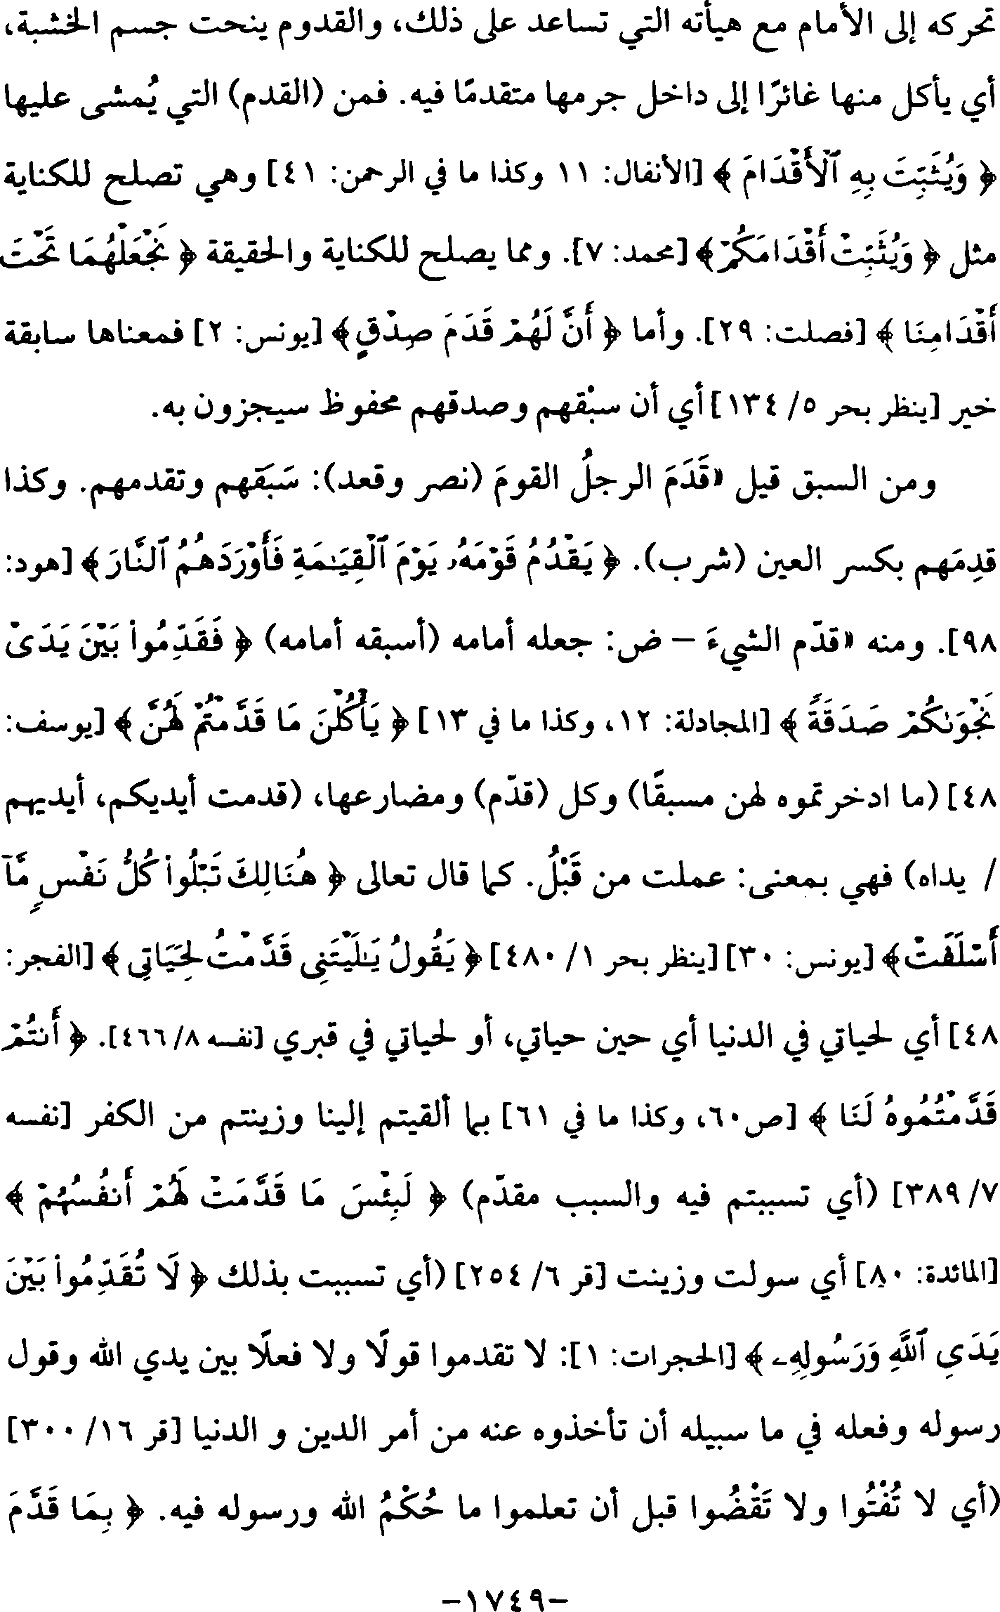 تحركه إلى الأمام مع هيأته التي تساعد على ذلك، والقدوم ينحت جسم الخشبة،
أي يأكل منها غائرًا إلى داخل جرمها متقدمًا فيه. فمن (القدم) التي يُمشى عليها
﴿ وَيُثَبِّتَ بِهِ ٱلْأَقْدَامَ ﴾ [الأنفال: ١١ وكذا ما في الرحمن: ٤١] وهي تصلح للكناية
مثل ﴿ وَيُثَبِّتْ أَقْدَامَكُمْ﴾ [محمد: ٧]. ومما يصلح للكناية والحقيقة ﴿ نَجْعَلْهُمَا تَحْتَ
أَقْدَامِنَا ﴾ [فصلت: ٢٩]. وأما ﴿ أَنَّ لَهُمْ قَدَمَ صِدْقٍ﴾ [يونس: ٢] فمعناها سابقة
خير [ينظر بحر ٥/ ١٣٤] أي أن سبْقهم وصدقهم محفوظ سيجزون به.
ومن السبق قيل «قَدَمَ الرجلُ القومَ (نصر وقعد): سَبَقَهم وتقدمهم. وكذا
قدِمَهم بكسر العين (شرب). ﴿ يَقْدُمُ قَوْمَهُۥ يَوْمَ ٱلْقِيَٰمَةِ فَأَوْرَدَهُمُ ٱلنَّارَ ﴾ [هود:
٩٨]. ومنه «قدّم الشيءَ – ض: جعله أمامه (أسبقه أمامه) ﴿ فَقَدِّمُواْ بَيْنَ يَدَىْ
نَجْوَىٰكُمْ صَدَقَةً ﴾ [المجادلة: ١٢، وكذا ما في ١٣] ﴿ يَأْكُلْنَ مَا قَدَّمْتُمْ لَهُنَّ ﴾ [يوسف:
٤٨] (ما ادخرتموه لهن مسبقًا) وكل (قدّم) ومضارعها، (قدمت أيديكم، أيديهم
/ يداه) فهي بمعنى: عملت من قَبْلُ. كما قال تعالى ﴿ هُنَالِكَ تَبْلُواْ كُلُّ نَفْسٍ مَّآ
أَسْلَفَتْ﴾ [يونس: ٣٠] [ينظر بحر ١/ ٤٨٠] ﴿ يَقُولُ يَٰلَيْتَنِى قَدَّمْتُ لِحَيَاتِى ﴾ [الفجر:
٤٨] أي لحياتي في الدنيا أي حين حياتي، أو لحياتي في قبري [نفسه ٨/ ٤٦٦]. ﴿ أَنتُمْ
قَدَّمْتُمُوهُ لَنَا ﴾ [ص٦٠، وكذا ما في ٦١] بما ألقيتم إلينا وزينتم من الكفر [نفسه
٧/ ٣٨٩] (أي تسببتم فيه والسبب مقدّم) ﴿ لَبِئْسَ مَا قَدَّمَتْ لَهُمْ أَنفُسُهُمْ ﴾
[المائدة: ٨٠] أي سولت وزينت [قر ٦/ ٢٥٤] (أي تسببت بذلك ﴿ لَا تُقَدِّمُواْ بَيْنَ
يَدَىِ ٱللَّهِ وَرَسُولِهِۦ ﴾ [الحجرات: ١]: لا تقدموا قولًا ولا فعلًا بين يدي الله وقول
رسوله وفعله في ما سبيله أن تأخذوه عنه من أمر الدين و الدنيا [قر ١٦/ ٣٠٠]
(أي لا تُفْتُوا ولا تَقْضُوا قبل أن تعلموا ما حُكْمُ الله ورسوله فيه. ﴿ بِمَا قَدَّمَ
-١٧٤٩-